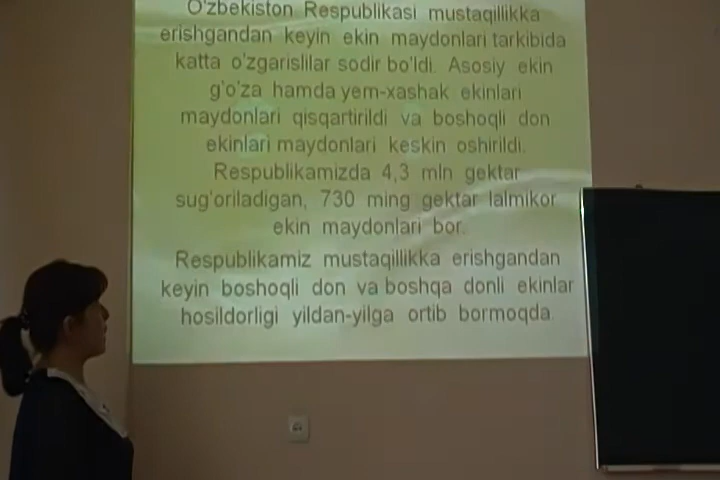 O'zbekiston Respublikasi mustaqillikka
erishgandan keyin ekin maydonlari tarkibida
katta o'zgarislilar sodir bo'ldi. Asosiy ekin
g'o'za hamda yem-xashak ekinlari
maydonlari qisqartirildi va boshoqli don
ekinlari maydonlari keskin oshirildi.
Respublikamizda 4,3 mln gektar
sug'oriladigan, 730 ming gektar lalmikor
ekin maydonlari bor.
Respublikamiz mustaqillikka erishgandan
keyin boshoqli don va boshqa donli ekinlar
hosildorligi yildan-yilga ortib bormoqda.